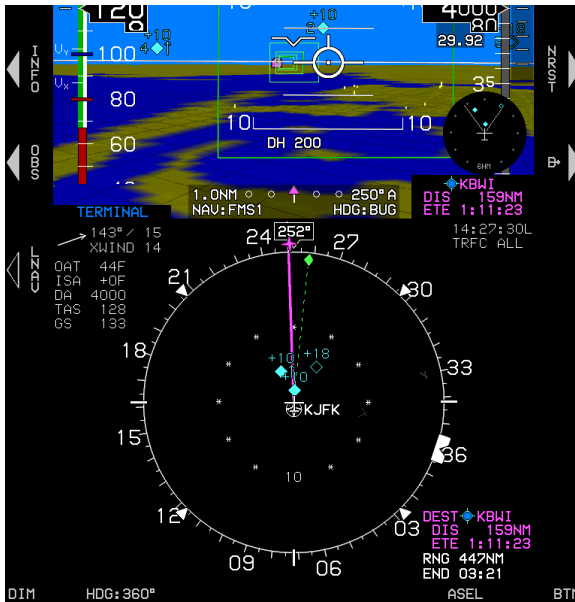 120
4000
80
+10
+10
4↑
2
29.92
I N F O
N R S T
V Y
100
V X
80
60
35
10
10
DH 200
6NM
O B S
B→
KBWI
DIS 159NM
ETE 1:11:23
1.0NM
250°A
NAV:FMS1
HDG:BUG
TERMINAL
14:27:30L
TRFC ALL
143°/ 15
XWIND 14
OAT 44F
ISA +0F
DA 4000
TAS 128
GS 133
L N A V
24
252°
27
21
30
18
33
15
36
12
03
09
06
+10
+18
+10
KJFK
10
DEST KBWI
DIS 159NM
ETE 1:11:23
RNG 447NM
END 03:21
DIM
HDG:360°
ASEL
BTN